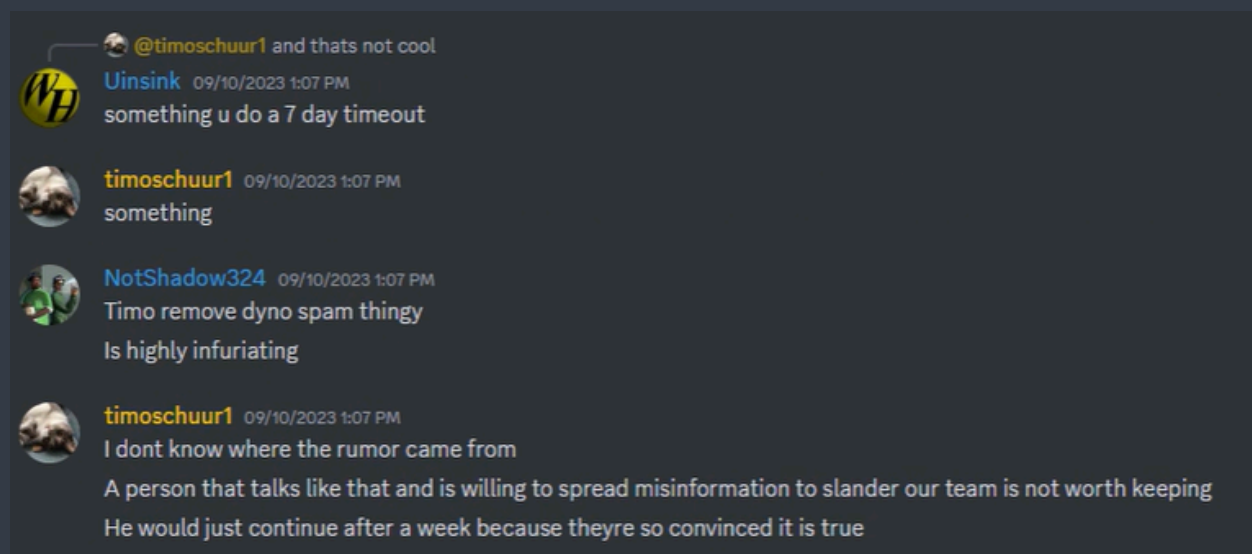 @timoschuur1 and thats not cool
WH
Uinsink 09/10/2023 1:07 PM
something u do a 7 day timeout
timoschuur1 09/10/2023 1:07 PM
something
NotShadow324 09/10/2023 1:07 PM
Timo remove dyno spam thingy
Is highly infuriating
timoschuur1 09/10/2023 1:07 PM
I dont know where the rumor came from
A person that talks like that and is willing to spread misinformation to slander our team is not worth keeping
He would just continue after a week because theyre so convinced it is true